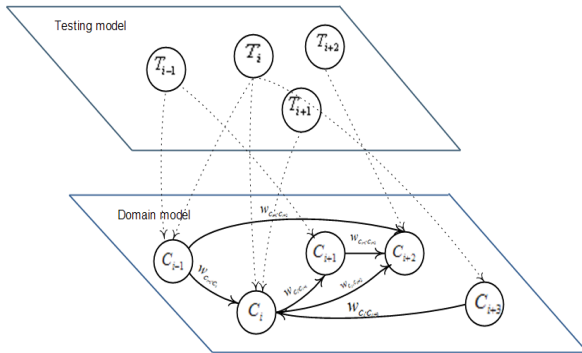 Testing model
T_{i-1}
T_i
T_{i+2}
T_{i+1}
Domain model
C_{i-1}
C_{i+1}
C_{i+2}
C_i
C_{i+3}
W
W
W
W
W
W